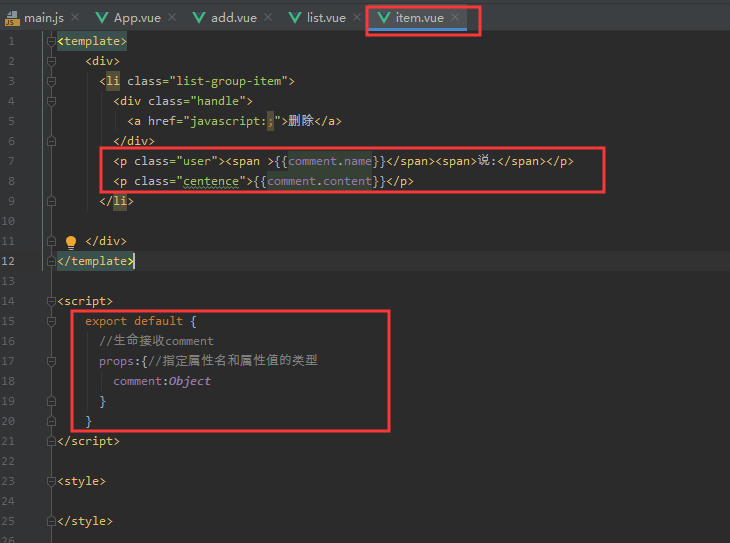 main.js App.vue add.vue list.vue item.vue
1 <template>
2 <div>
3 <li class="list-group-item">
4 <div class="handle">
5 <a href="javascript:;">删除</a>
6 </div>
7 <p class="user"><span >{{comment.name}}</span><span>说:</span></p>
8 <p class="centence">{{comment.content}}</p>
9 </li>
10
11 </div>
12 </template>
13
14 <script>
15 export default {
16 //生命接收comment
17 props:{//指定属性名和属性值的类型
18 comment:Object
19 }
20 }
21 </script>
22
23 <style>
24
25 </style>
26